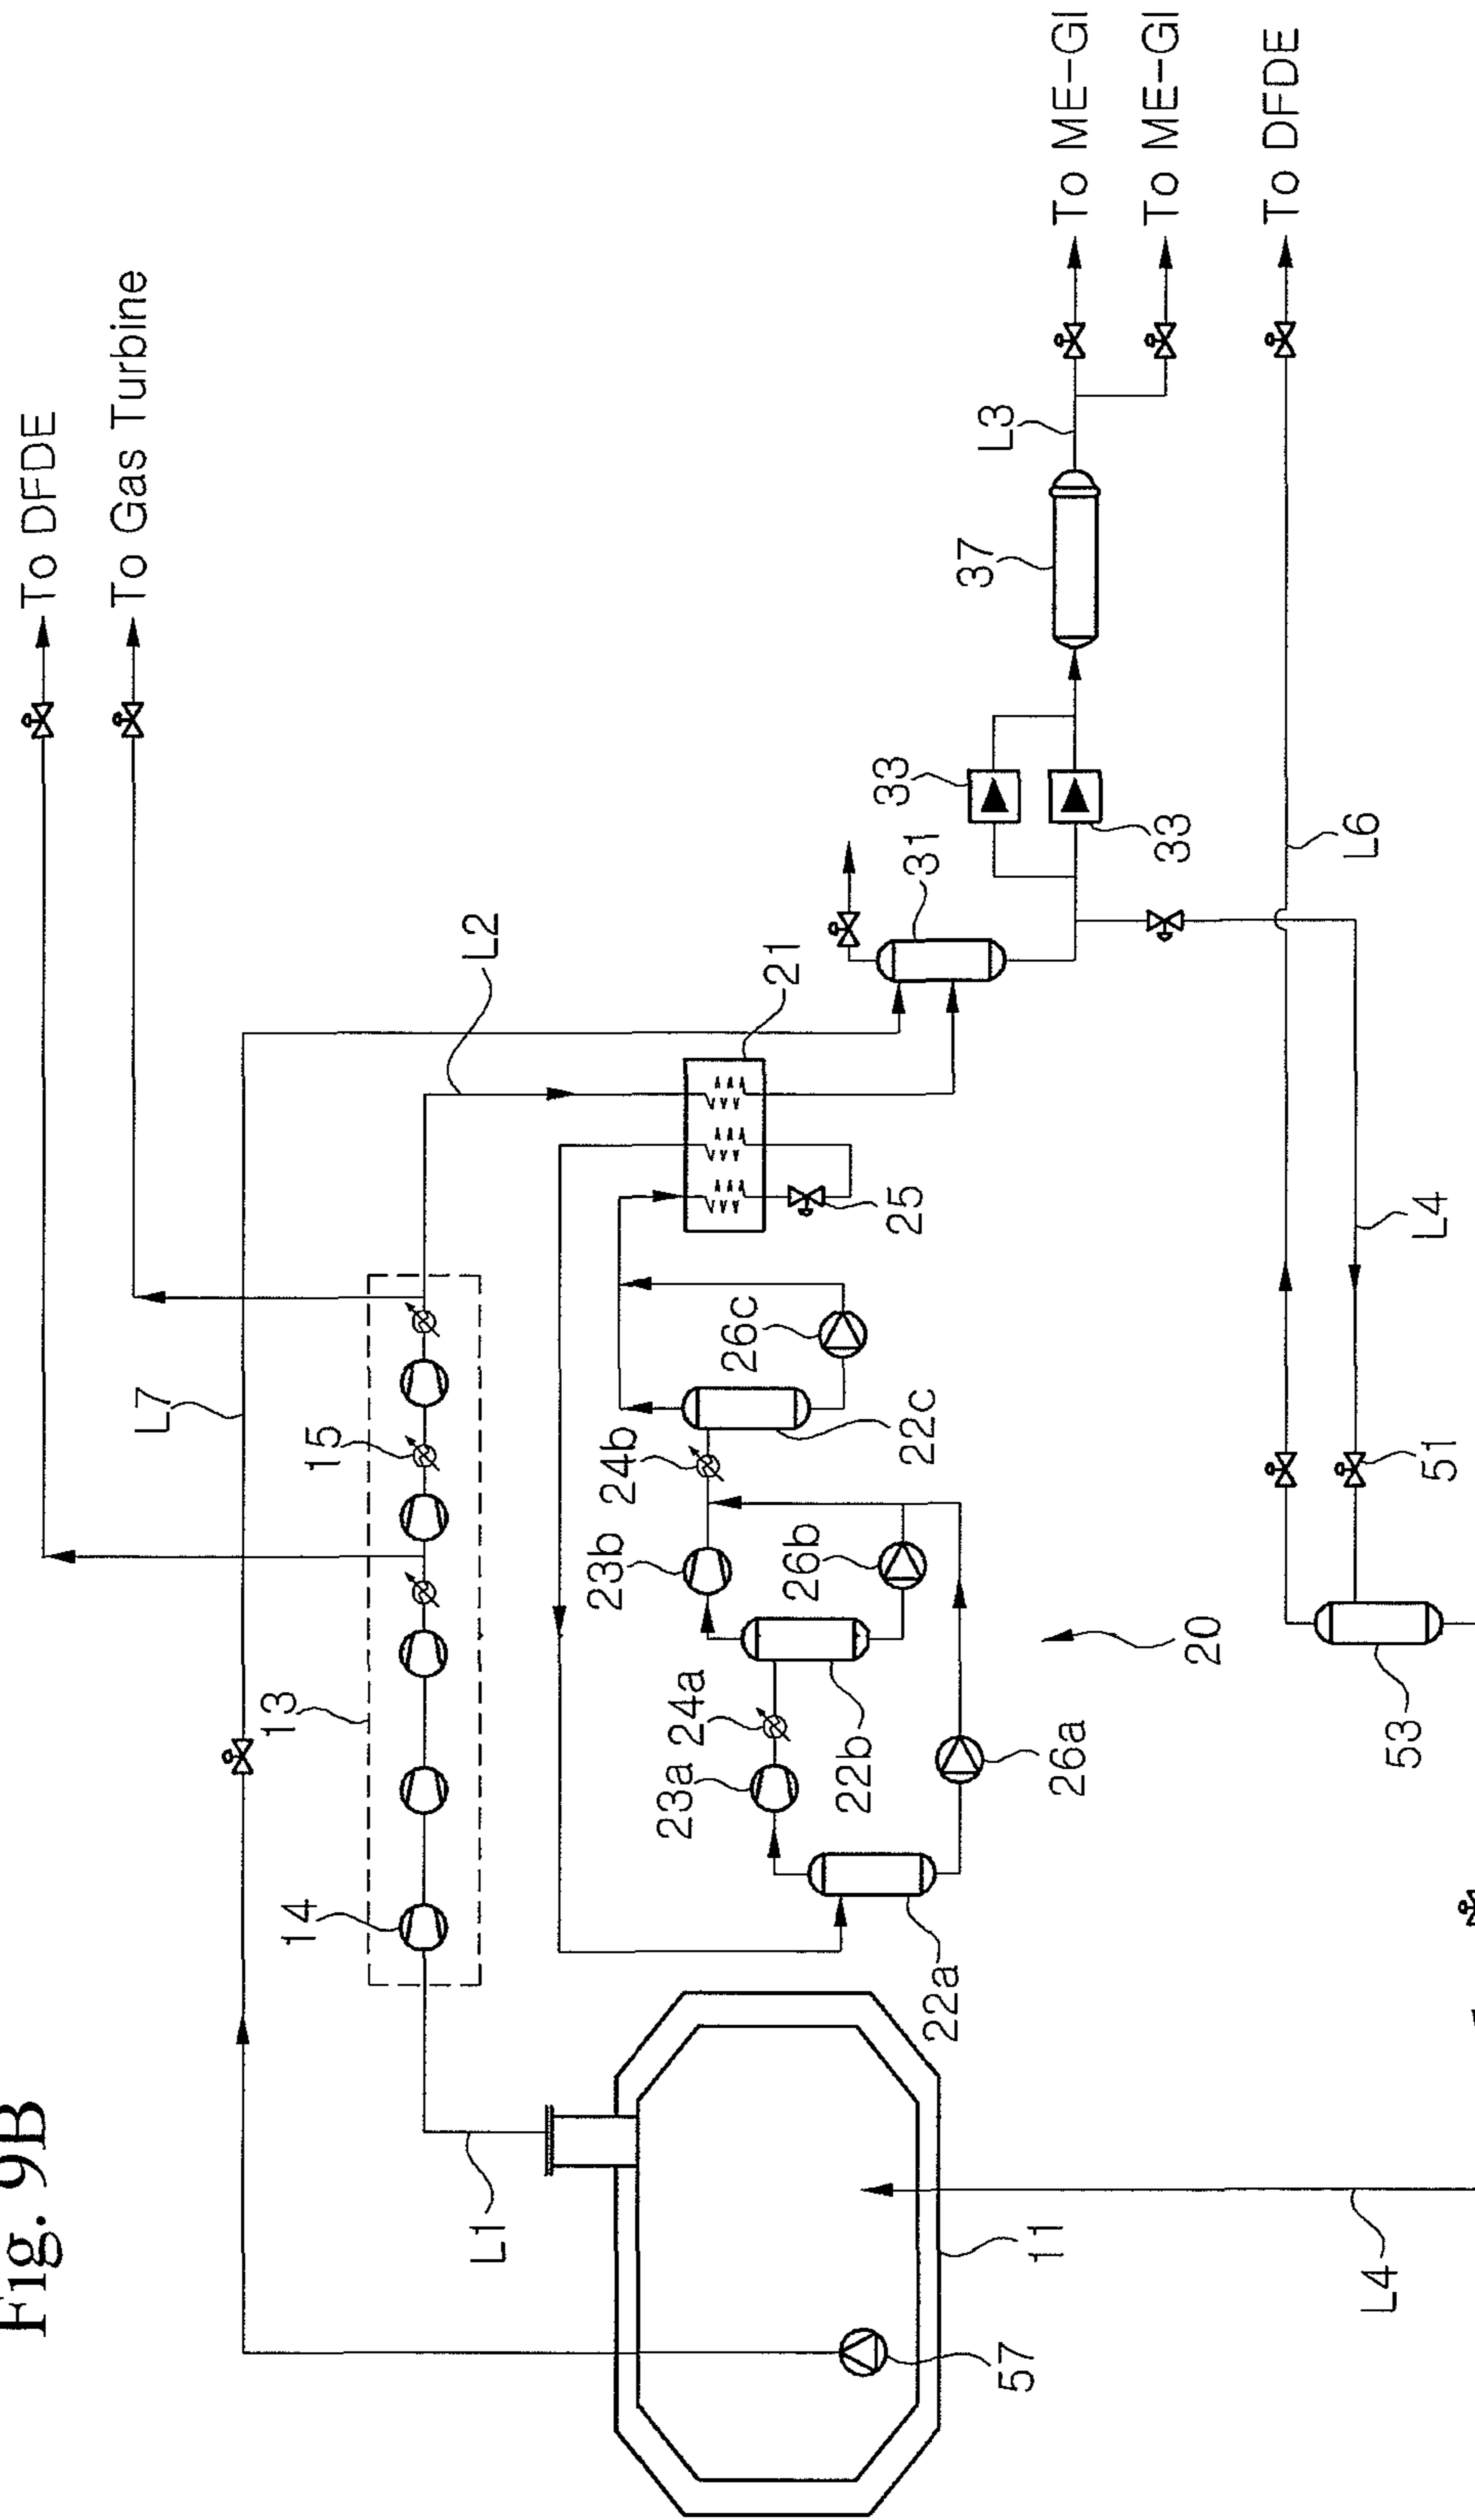 Fig. 9B
To DFDE
To Gas Turbine
L7
13
14
15
L2
L1
21
25
26c
24b
22c
23b
26b
24a
23a
22b
26a
22a
20
31
33
33
37
L3
To ME-GI
To ME-GI
To DFDE
L6
L4
51
53
11
57
L4